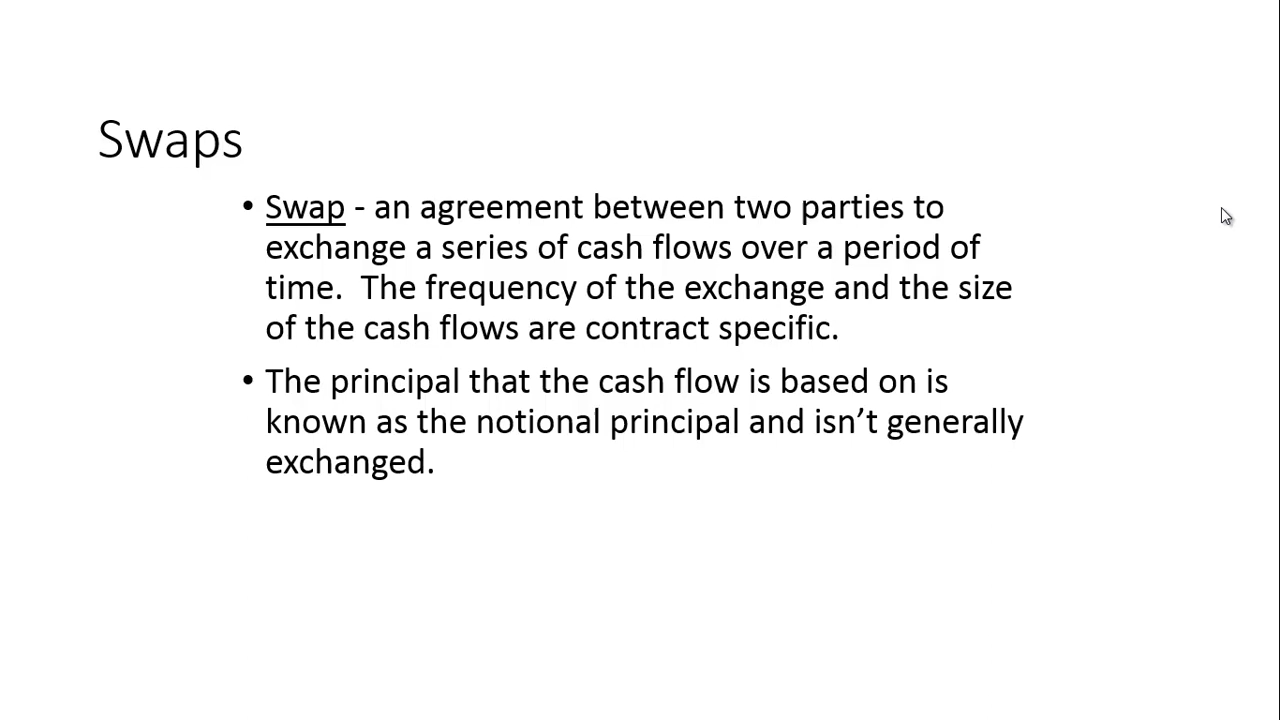 Swaps
• Swap - an agreement between two parties to
exchange a series of cash flows over a period of
time.  The frequency of the exchange and the size
of the cash flows are contract specific.
• The principal that the cash flow is based on is
known as the notional principal and isn’t generally
exchanged.